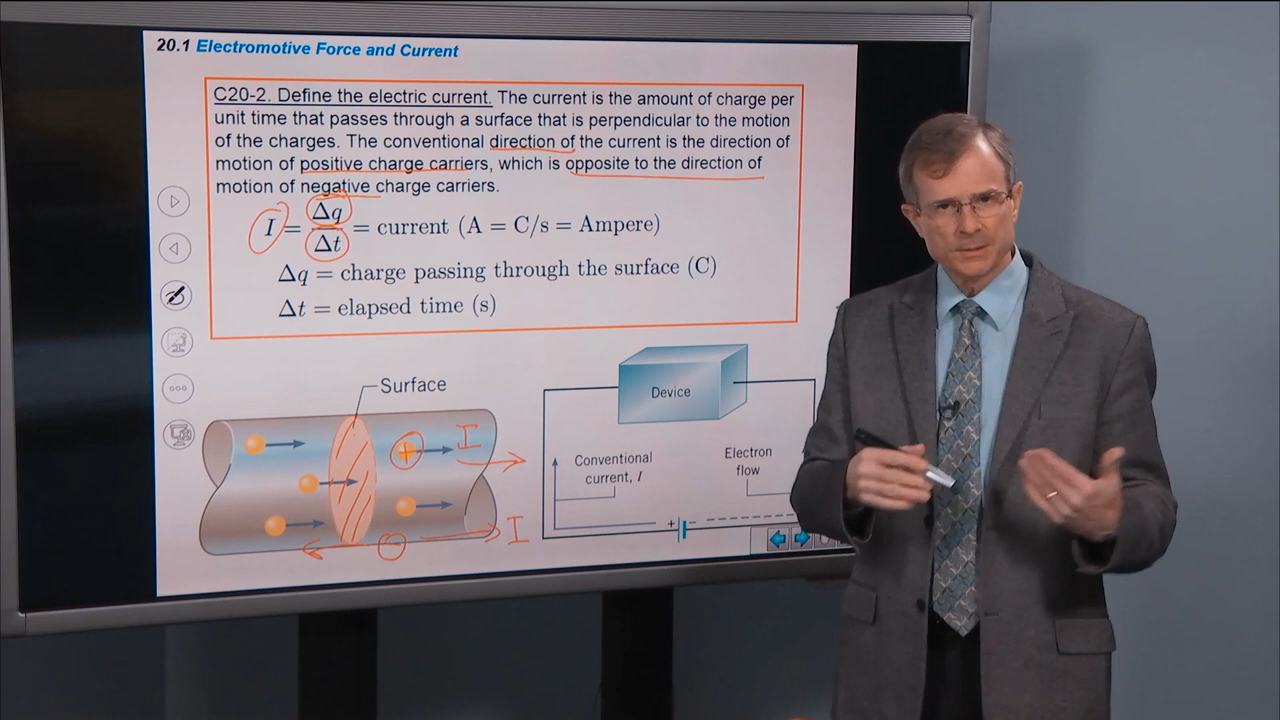 20.1 Electromotive Force and Current
C20-2. Define the electric current. The current is the amount of charge per
unit time that passes through a surface that is perpendicular to the motion
of the charges. The conventional direction of the current is the direction of
motion of positive charge carriers, which is opposite to the direction of
motion of negative charge carriers.
I = Δq/Δt = current (A = C/s = Ampere)
Δq = charge passing through the surface (C)
Δt = elapsed time (s)
Surface
+ I
− I
Device
Conventional
current, I
Electron
flow
+ −